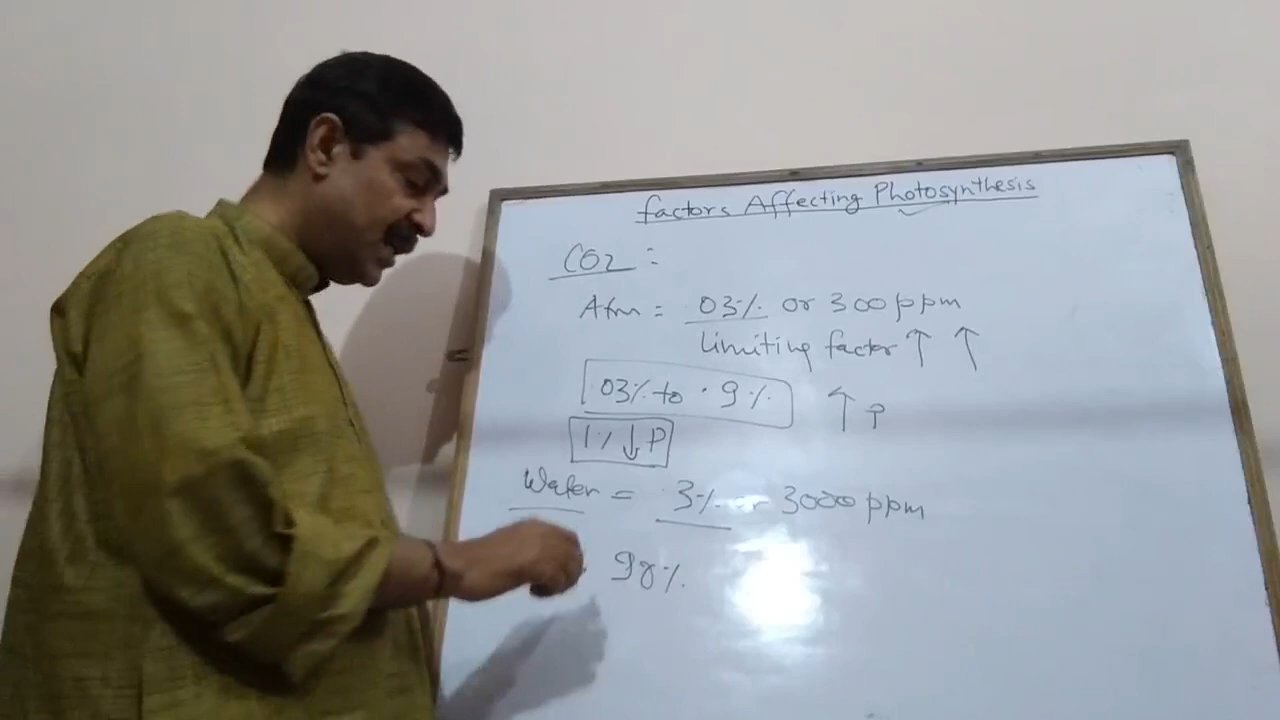 Factors Affecting Photosynthesis
CO2 :
Atm = 03% or 300 ppm
Limiting factor ↑ ↑
03% to · 9% ↑ P
1% ↓ P
Water = 3% or 3000 ppm
98%